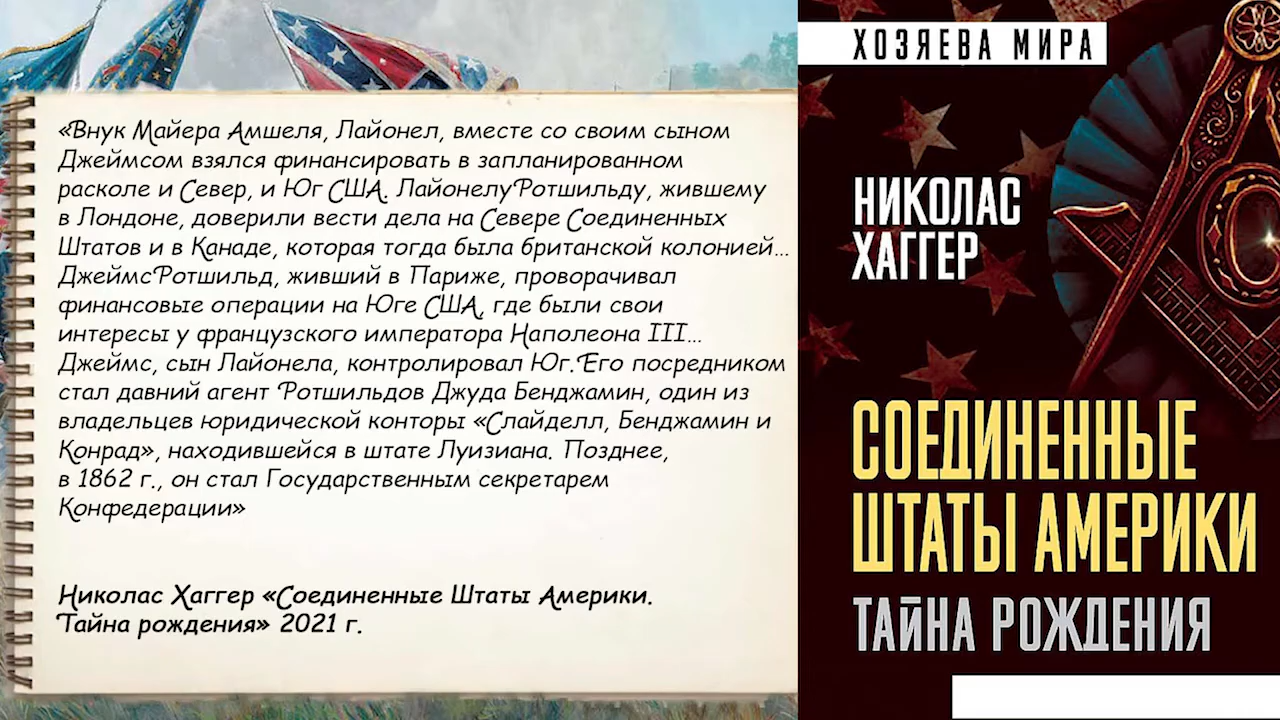 «Внук Майера Амшеля, Лайонел, вместе со своим сыном
Джеймсом взялся финансировать в запланированном
расколе и Север, и Юг США. Лайонелу Ротшильду, жившему
в Лондоне, доверили вести дела на Севере Соединенных
Штатов и в Канаде, которая тогда была британской колонией...
Джеймс Ротшильд, живший в Париже, проворачивал
финансовые операции на Юге США, где были свои
интересы у французского императора Наполеона III...
Джеймс, сын Лайонела, контролировал Юг. Его посредником
стал давний агент Ротшильдов Джуда Бенджамин, один из
владельцев юридической конторы «Слайделл, Бенджамин и
Конрад», находившейся в штате Луизиана. Позднее,
в 1862 г., он стал Государственным секретарем
Конфедерации»
Николас Хаггер «Соединенные Штаты Америки.
Тайна рождения» 2021 г.
ХОЗЯЕВА МИРА
НИКОЛАС
ХАГГЕР
СОЕДИНЕННЫЕ
ШТАТЫ АМЕРИКИ
ТАЙНА РОЖДЕНИЯ